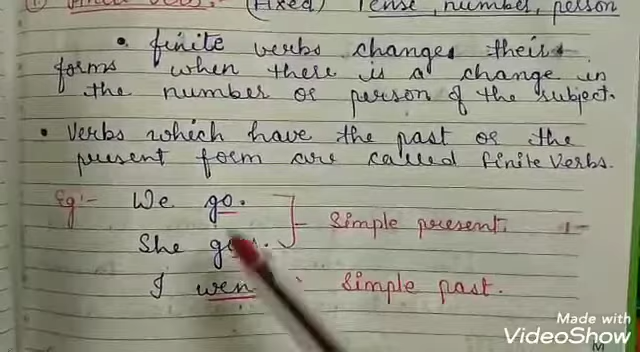 (Fixed) Tense, number, person
• finite verbs changes their
forms when there is a change in
the number or person of the subject.
• Verbs which have the past or the
present form are called finite verbs.
Eg:- We go.
She
Simple present.
I wen
Simple past.
Made with
VideoShow